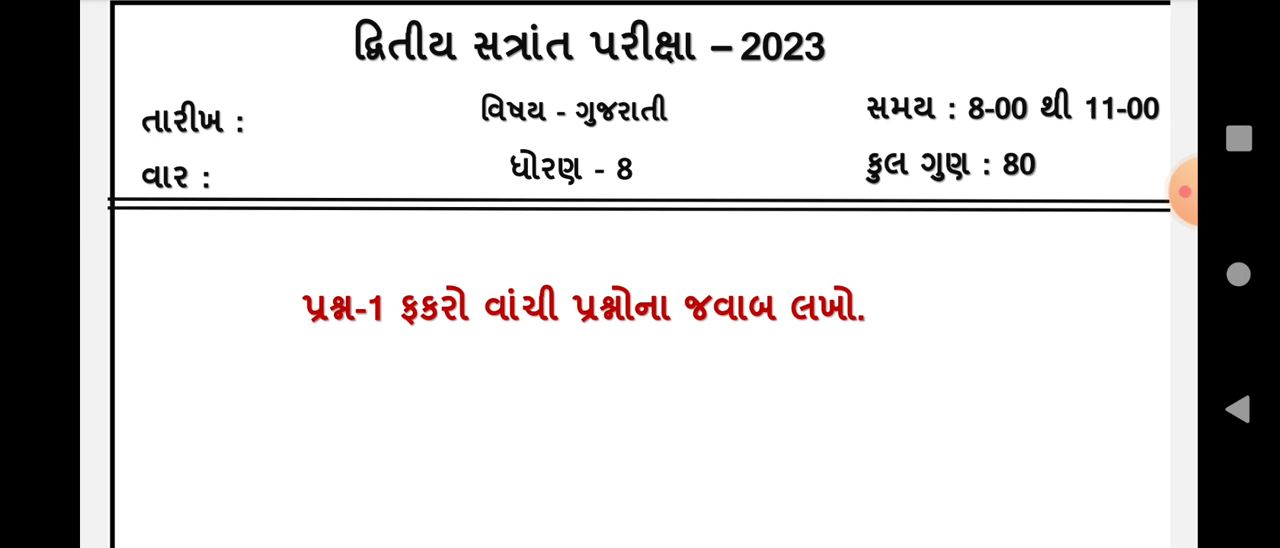 દ્વિતીય સત્રાંત પરીક્ષા – 2023
તારીખ :
વિષય - ગુજરાતી
સમય : 8-00 થી 11-00
વાર :
ધોરણ - 8
કુલ ગુણ : 80
પ્રશ્ન-1 ફકરો વાંચી પ્રશ્નોના જવાબ લખો.